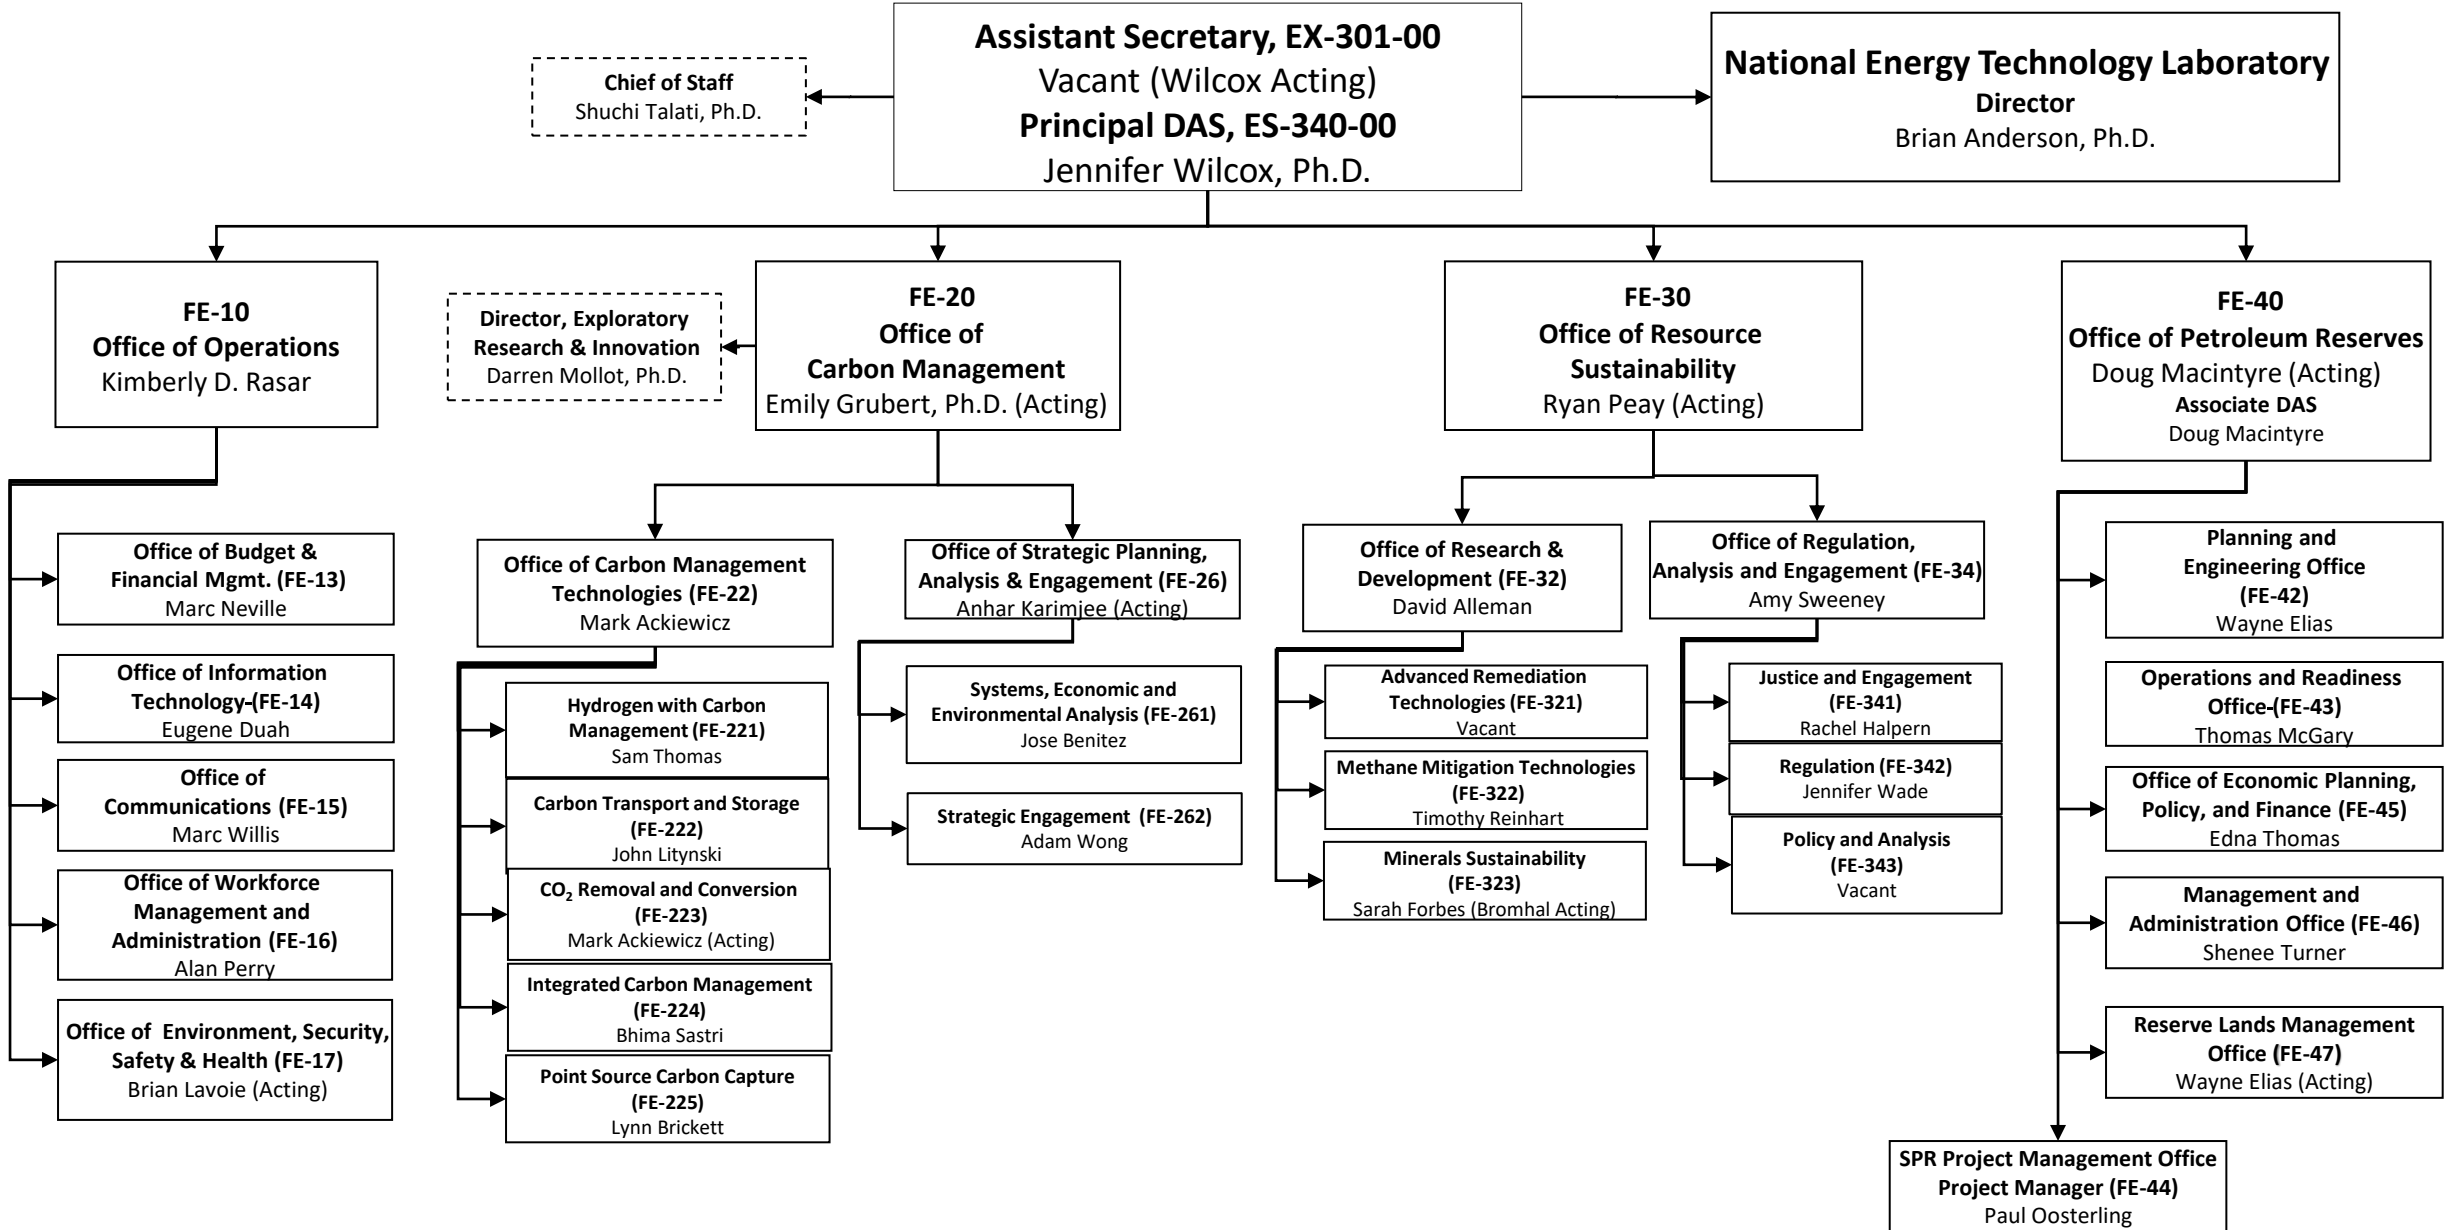 Assistant Secretary, EX-301-00
Vacant (Wilcox Acting)
Principal DAS, ES-340-00
Jennifer Wilcox, Ph.D.
Chief of Staff
Shuchi Talati, Ph.D.
National Energy Technology Laboratory
Director
Brian Anderson, Ph.D.
FE-10
Office of Operations
Kimberly D. Rasar
Director, Exploratory
Research & Innovation
Darren Mollot, Ph.D.
FE-20
Office of
Carbon Management
Emily Grubert, Ph.D. (Acting)
FE-30
Office of Resource
Sustainability
Ryan Peay (Acting)
FE-40
Office of Petroleum Reserves
Doug Macintyre (Acting)
Associate DAS
Doug Macintyre
Office of Budget &
Financial Mgmt. (FE-13)
Marc Neville
Office of Information
Technology-(FE-14)
Eugene Duah
Office of
Communications (FE-15)
Marc Willis
Office of Workforce
Management and
Administration (FE-16)
Alan Perry
Office of  Environment, Security,
Safety & Health (FE-17)
Brian Lavoie (Acting)
Office of Carbon Management
Technologies (FE-22)
Mark Ackiewicz
Hydrogen with Carbon
Management (FE-221)
Sam Thomas
Carbon Transport and Storage
(FE-222)
John Litynski
CO₂ Removal and Conversion
(FE-223)
Mark Ackiewicz (Acting)
Integrated Carbon Management
(FE-224)
Bhima Sastri
Point Source Carbon Capture
(FE-225)
Lynn Brickett
Office of Strategic Planning,
Analysis & Engagement (FE-26)
Anhar Karimjee (Acting)
Systems, Economic and
Environmental Analysis (FE-261)
Jose Benitez
Strategic Engagement  (FE-262)
Adam Wong
Office of Research &
Development (FE-32)
David Alleman
Advanced Remediation
Technologies (FE-321)
Vacant
Methane Mitigation Technologies
(FE-322)
Timothy Reinhart
Minerals Sustainability
(FE-323)
Sarah Forbes (Bromhal Acting)
Office of Regulation,
Analysis and Engagement (FE-34)
Amy Sweeney
Justice and Engagement
(FE-341)
Rachel Halpern
Regulation (FE-342)
Jennifer Wade
Policy and Analysis
(FE-343)
Vacant
Planning and
Engineering Office
(FE-42)
Wayne Elias
Operations and Readiness
Office-(FE-43)
Thomas McGary
Office of Economic Planning,
Policy, and Finance (FE-45)
Edna Thomas
Management and
Administration Office (FE-46)
Shenee Turner
Reserve Lands Management
Office (FE-47)
Wayne Elias (Acting)
SPR Project Management Office
Project Manager (FE-44)
Paul Oosterling